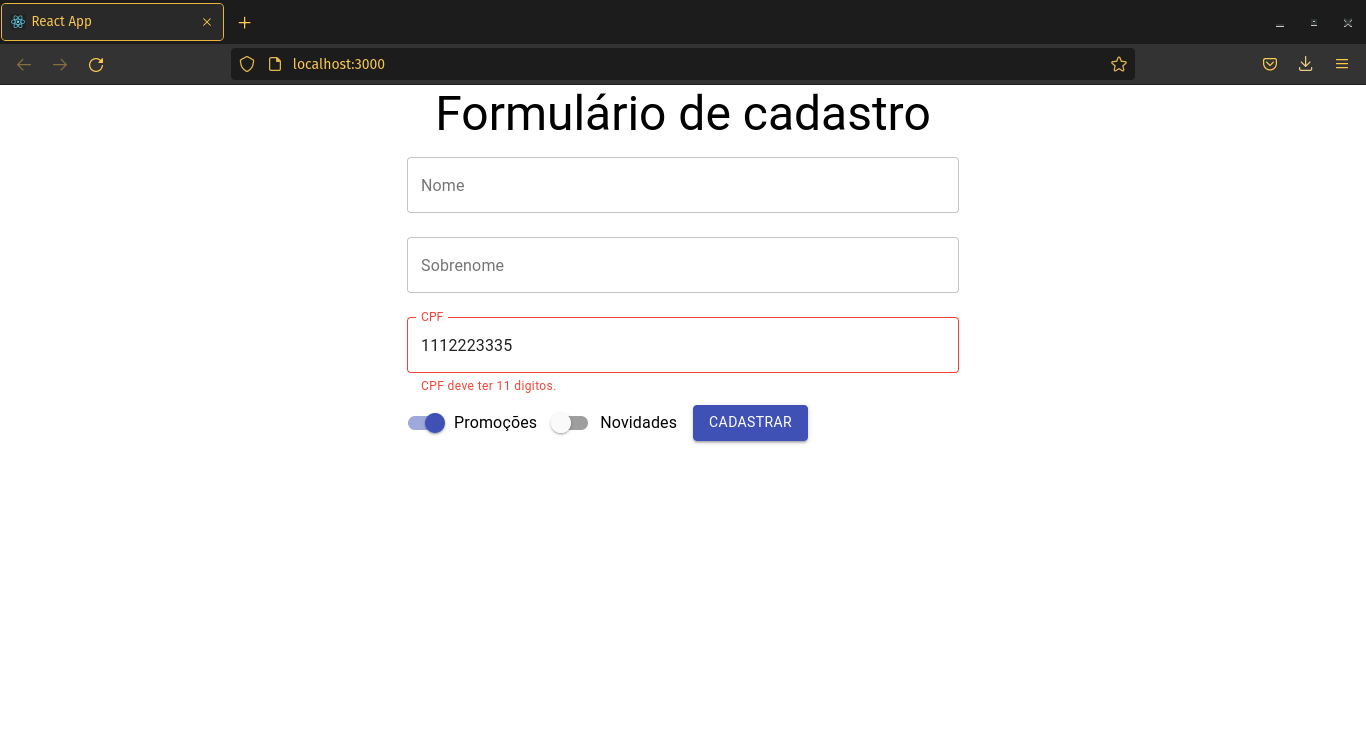 React App
localhost:3000
Formulário de cadastro
Nome
Sobrenome
CPF
1112223335
CPF deve ter 11 digitos.
Promoções Novidades CADASTRAR